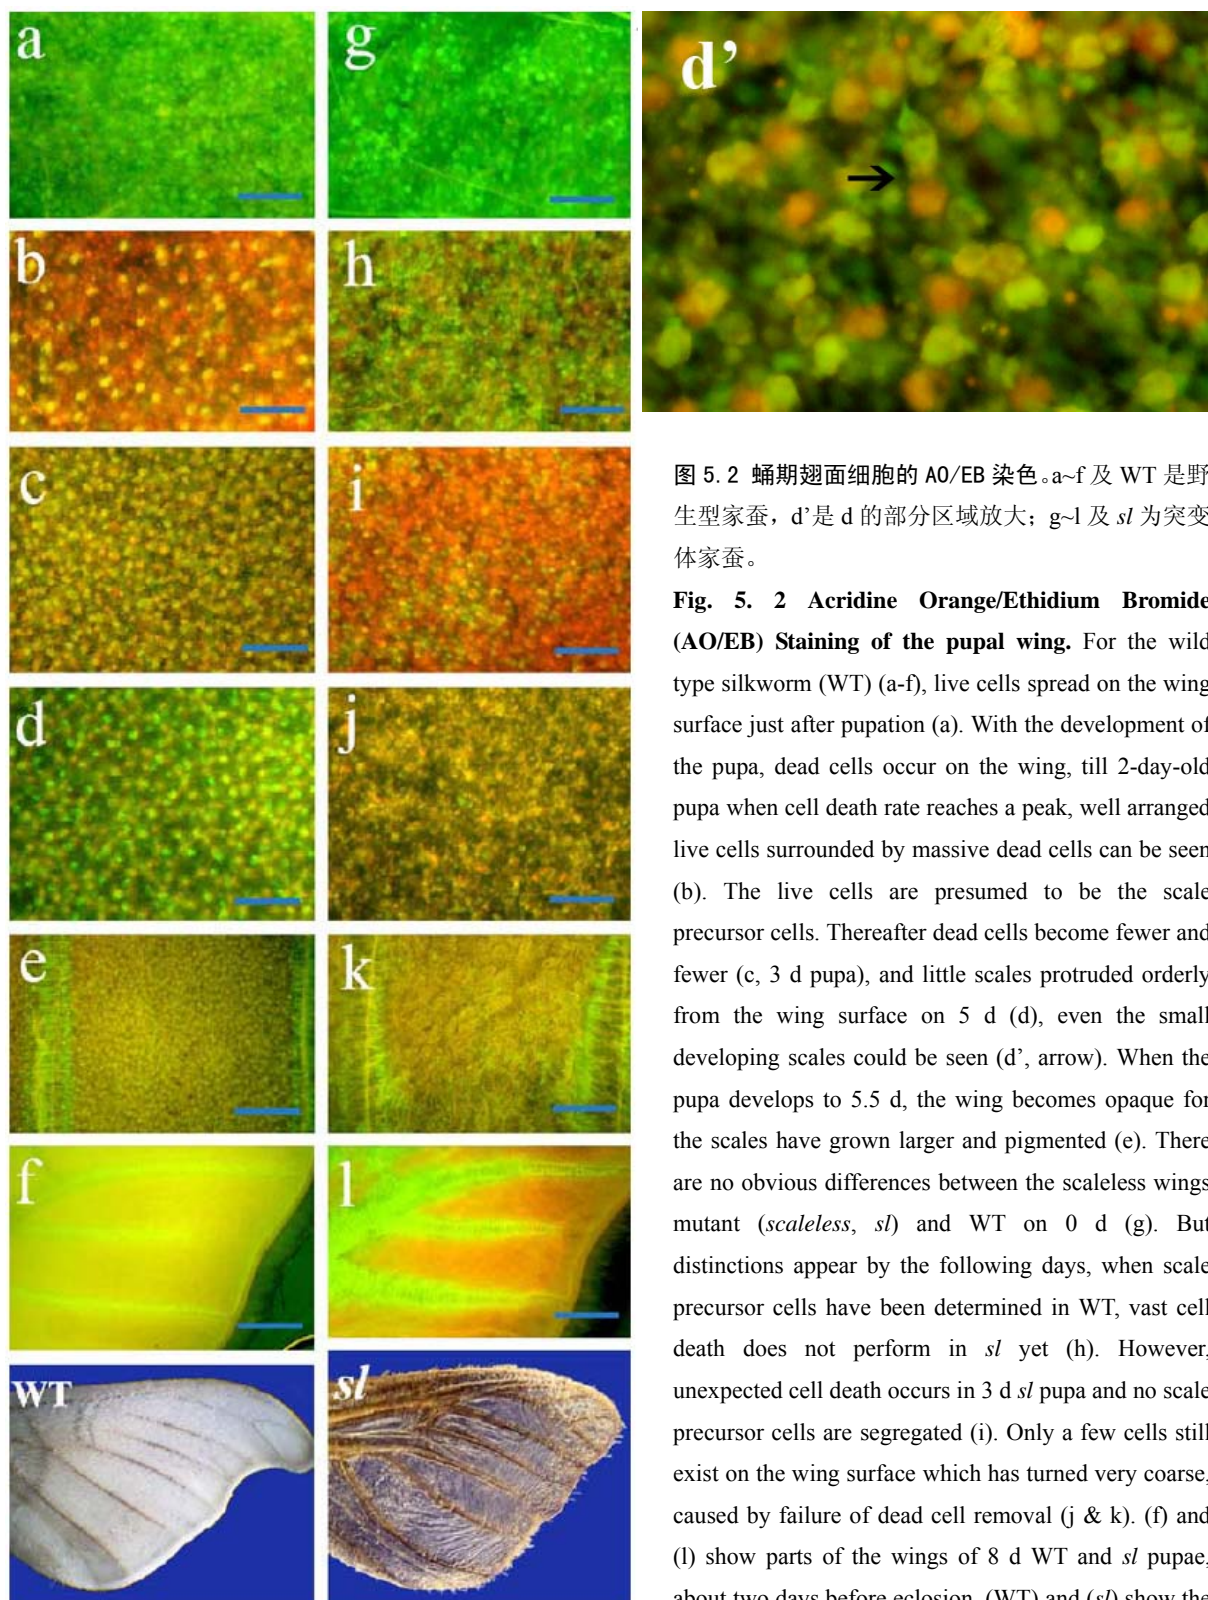 a
g
d’
b
h
c
i
d
j
e
k
f
l
WT
sl
图 5.2 蛹期翅面细胞的 AO/EB 染色。a~f 及 WT 是野
生型家蚕，d’是 d 的部分区域放大；g~l 及 sl 为突变
体家蚕。
Fig. 5. 2 Acridine Orange/Ethidium Bromide
(AO/EB) Staining of the pupal wing. For the wild
type silkworm (WT) (a-f), live cells spread on the wing
surface just after pupation (a). With the development of
the pupa, dead cells occur on the wing, till 2-day-old
pupa when cell death rate reaches a peak, well arranged
live cells surrounded by massive dead cells can be seen
(b). The live cells are presumed to be the scale
precursor cells. Thereafter dead cells become fewer and
fewer (c, 3 d pupa), and little scales protruded orderly
from the wing surface on 5 d (d), even the small
developing scales could be seen (d’, arrow). When the
pupa develops to 5.5 d, the wing becomes opaque for
the scales have grown larger and pigmented (e). There
are no obvious differences between the scaleless wings
mutant (scaleless, sl) and WT on 0 d (g). But
distinctions appear by the following days, when scale
precursor cells have been determined in WT, vast cell
death does not perform in sl yet (h). However,
unexpected cell death occurs in 3 d sl pupa and no scale
precursor cells are segregated (i). Only a few cells still
exist on the wing surface which has turned very coarse,
caused by failure of dead cell removal (j & k). (f) and
(l) show parts of the wings of 8 d WT and sl pupae,
about two days before eclosion. (WT) and (sl) show the